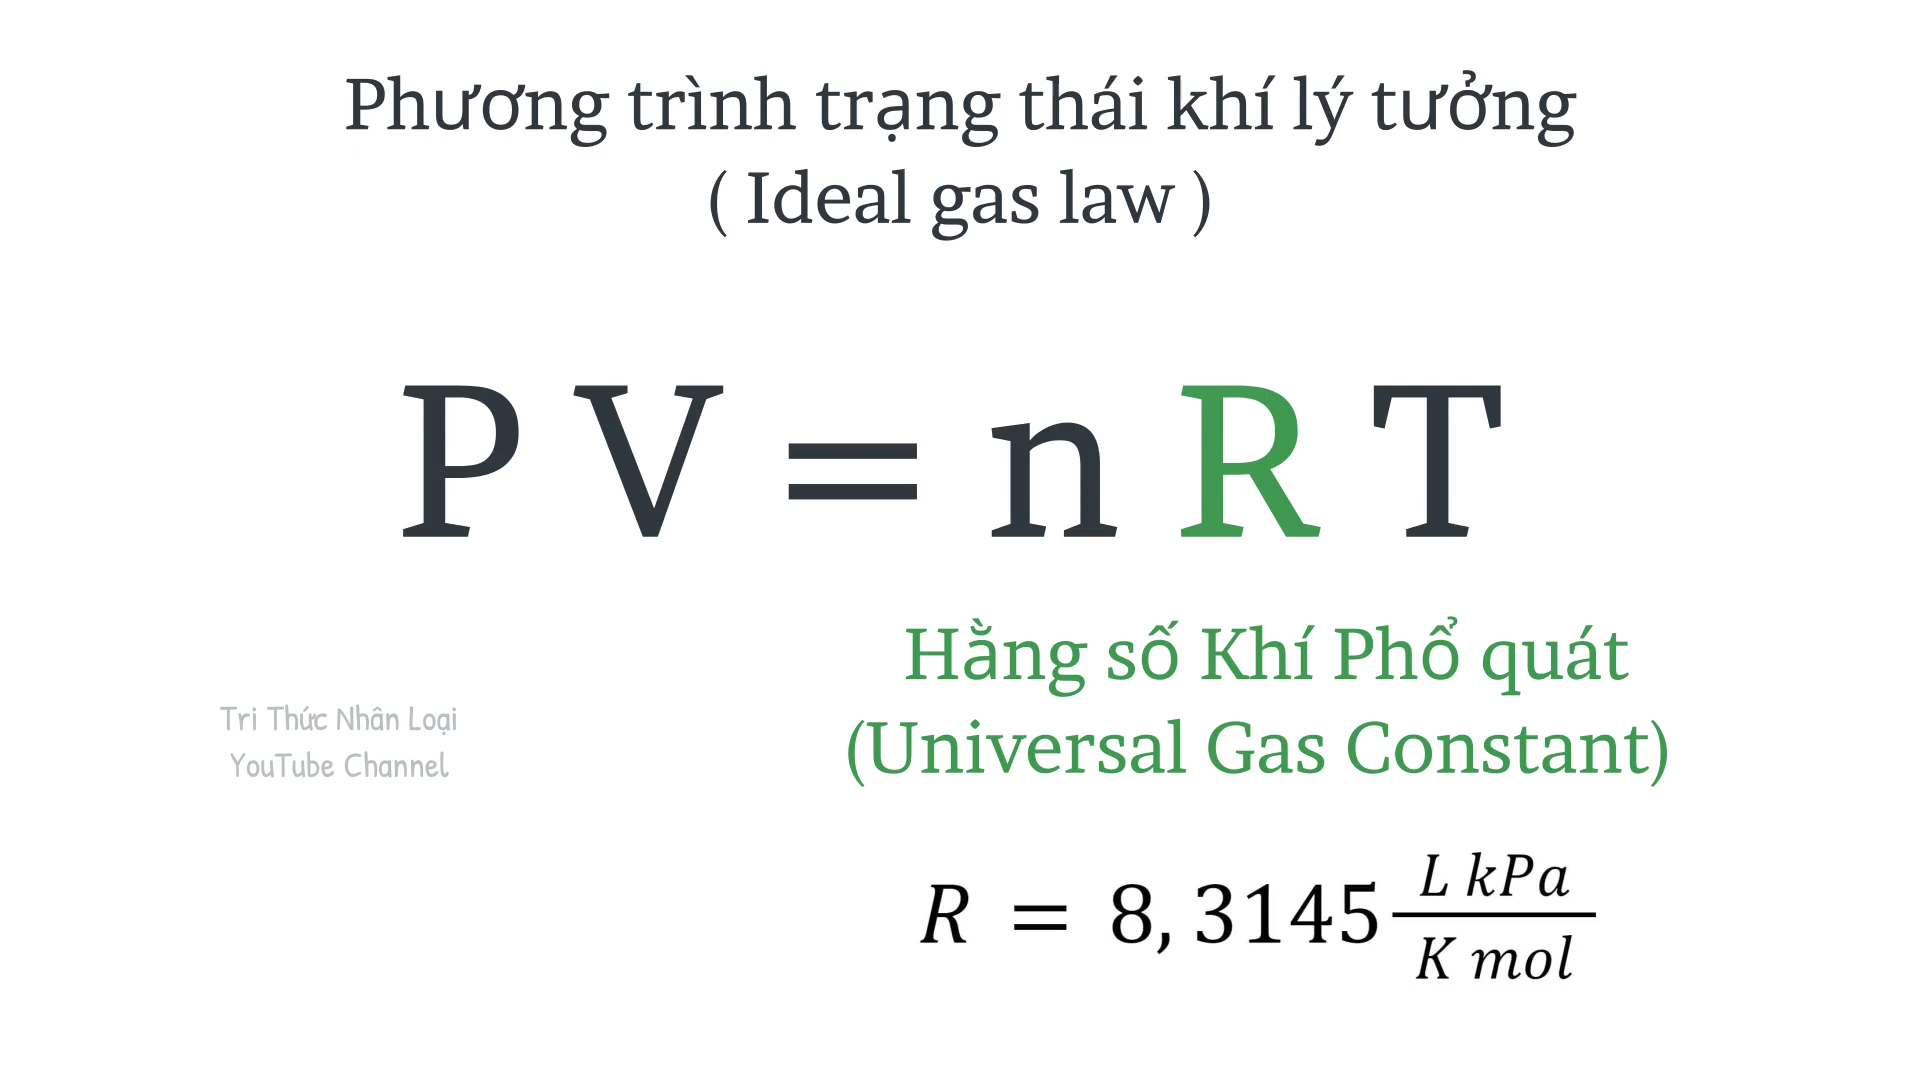 Phương trình trạng thái khí lý tưởng
( Ideal gas law )
P V = n R T
Hằng số Khí Phổ quát
(Universal Gas Constant)
Tri Thức Nhân Loại
YouTube Channel
R = 8,3145 L kPa / K mol